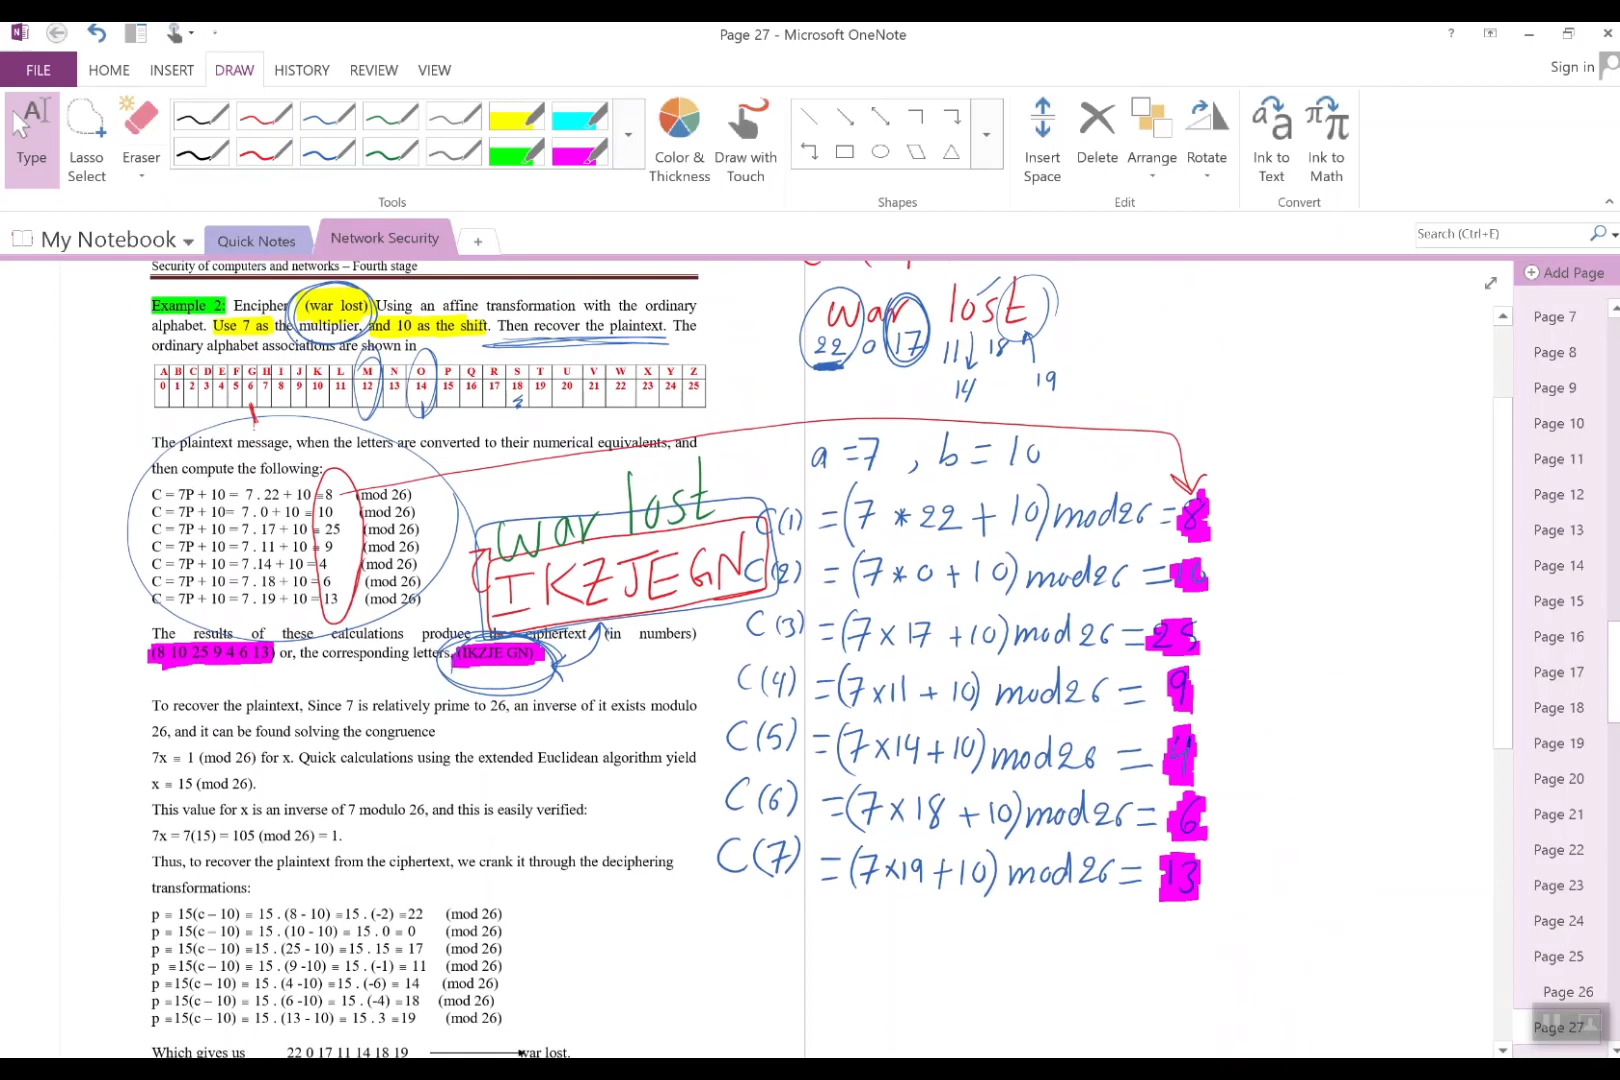 Page 27 - Microsoft OneNote
?
Sign in
FILE HOME INSERT DRAW HISTORY REVIEW VIEW
Type
Lasso Select
Eraser
Color & Thickness
Draw with Touch
Insert Space
Delete
Arrange
Rotate
Ink to Text
Ink to Math
Tools
Shapes
Edit
Convert
My Notebook
Quick Notes
Network Security
+
Search (Ctrl+E)
Add Page
Page 7
Page 8
Page 9
Page 10
Page 11
Page 12
Page 13
Page 14
Page 15
Page 16
Page 17
Page 18
Page 19
Page 20
Page 21
Page 22
Page 23
Page 24
Page 25
Page 26
Page 27
Security of computers and networks – Fourth stage
Example 2: Encipher (war lost) Using an affine transformation with the ordinary
alphabet. Use 7 as the multiplier, and 10 as the shift. Then recover the plaintext. The
ordinary alphabet associations are shown in
A B C D E F G H I J K L M N O P Q R S T U V W X Y Z
0 1 2 3 4 5 6 7 8 9 10 11 12 13 14 15 16 17 18 19 20 21 22 23 24 25
The plaintext message, when the letters are converted to their numerical equivalents, and
then compute the following:
C = 7P + 10 = 7 . 22 + 10 ≡8 (mod 26)
C = 7P + 10= 7 . 0 + 10 ≡ 10 (mod 26)
C = 7P + 10 = 7 . 17 + 10 ≡ 25 (mod 26)
C = 7P + 10 = 7 . 11 + 10 ≡ 9 (mod 26)
C = 7P + 10 = 7 .14 + 10 ≡4 (mod 26)
C = 7P + 10 = 7 . 18 + 10 ≡6 (mod 26)
C = 7P + 10 = 7 . 19 + 10 ≡ 13 (mod 26)
war lost
IKZJEGN
The results of these calculations produce the ciphertext (in numbers)
(8 10 25 9 4 6 13) or, the corresponding letters, (IKZJE GN)
To recover the plaintext, Since 7 is relatively prime to 26, an inverse of it exists modulo
26, and it can be found solving the congruence
7x ≡ 1 (mod 26) for x. Quick calculations using the extended Euclidean algorithm yield
x ≡ 15 (mod 26).
This value for x is an inverse of 7 modulo 26, and this is easily verified:
7x = 7(15) = 105 (mod 26) = 1.
Thus, to recover the plaintext from the ciphertext, we crank it through the deciphering
transformations:
p ≡ 15(c – 10) ≡ 15 . (8 - 10) ≡15 . (-2) ≡22 (mod 26)
p ≡ 15(c – 10) ≡ 15 . (10 - 10) ≡ 15 . 0 ≡ 0 (mod 26)
p ≡ 15(c – 10) ≡15 . (25 - 10) ≡15 . 15 ≡ 17 (mod 26)
p ≡15(c – 10) ≡ 15 . (9 -10) ≡ 15 . (-1) ≡ 11 (mod 26)
p ≡ 15(c – 10) ≡ 15 . (4 -10) ≡15 . (-6) ≡ 14 (mod 26)
p ≡ 15(c – 10) ≡ 15 . (6 -10) ≡ 15 . (-4) ≡18 (mod 26)
p ≡15(c – 10) ≡ 15 . (13 - 10) ≡ 15 . 3 ≡19 (mod 26)
Which gives us 22 0 17 11 14 18 19 war lost.
war lost
22 0 17 11 18
14 19
a = 7 , b = 10
C(1) = (7 * 22 + 10) mod 26 = 8
C(2) = (7 * 0 + 10) mod 26 = 10
C(3) = (7 x 17 + 10) mod 26 = 25
C(4) = (7 x 11 + 10) mod 26 = 9
C(5) = (7 x 14 + 10) mod 26 = 4
C(6) = (7 x 18 + 10) mod 26 = 6
C(7) = (7 x 19 + 10) mod 26 = 13